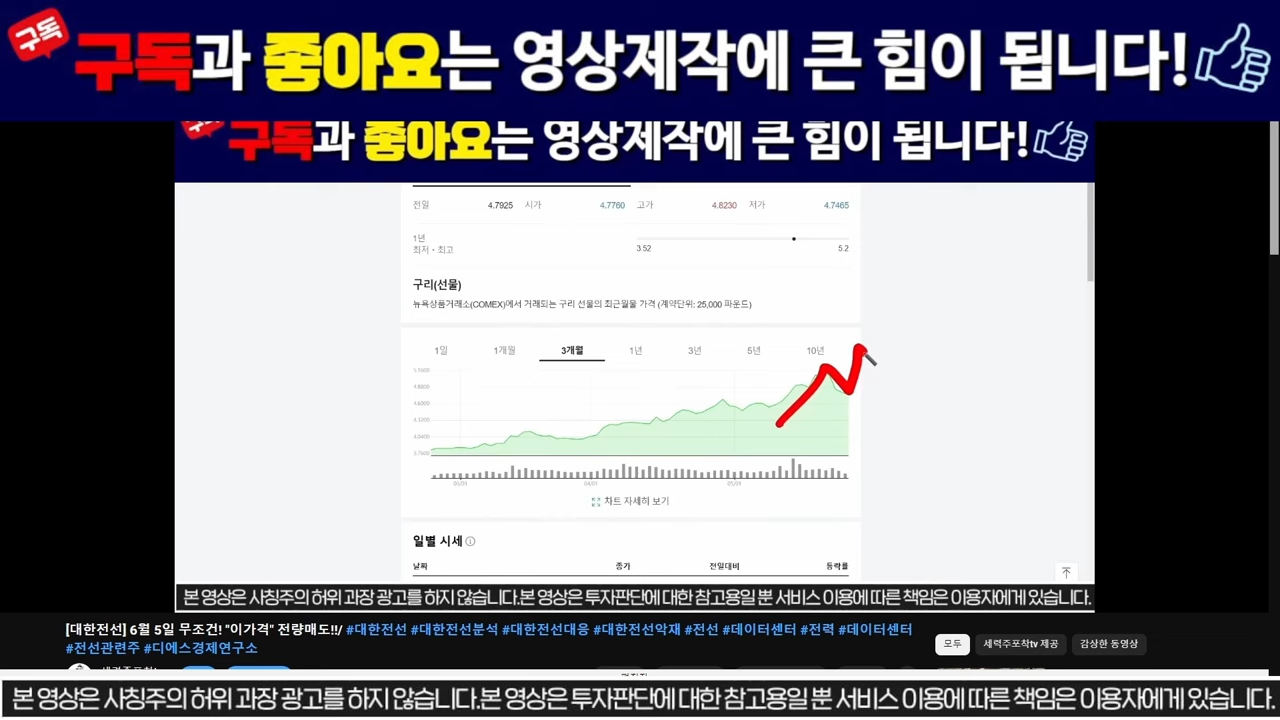 구독
구독과 좋아요는 영상제작에 큰 힘이 됩니다!
구독과 좋아요는 영상제작에 큰 힘이 됩니다!
전일 4.7925 시가 4.7760 고가 4.8230 저가 4.7465
1년
최저・최고
3.52 5.2
구리(선물)
뉴욕상품거래소(COMEX)에서 거래되는 구리 선물의 최근월물 가격 (계약단위: 25,000 파운드)
1일 1개월 3개월 1년 3년 5년 10년
03/01 04/01 05/01
차트 자세히 보기
일별 시세
날짜 종가 전일대비 등락률
본 영상은 사칭주의 허위 과장 광고를 하지 않습니다.본 영상은 투자판단에 대한 참고용일 뿐 서비스 이용에 따른 책임은 이용자에게 있습니다.
[대한전선] 6월 5일 무조건! "이가격" 전량매도!!/ #대한전선 #대한전선분석 #대한전선대응 #대한전선악재 #전선 #데이터센터 #전력 #데이터센터
#전선관련주 #디에스경제연구소
모두 세력주포착tv 제공 감상한 동영상
본 영상은 사칭주의 허위 과장 광고를 하지 않습니다.본 영상은 투자판단에 대한 참고용일 뿐 서비스 이용에 따른 책임은 이용자에게 있습니다.